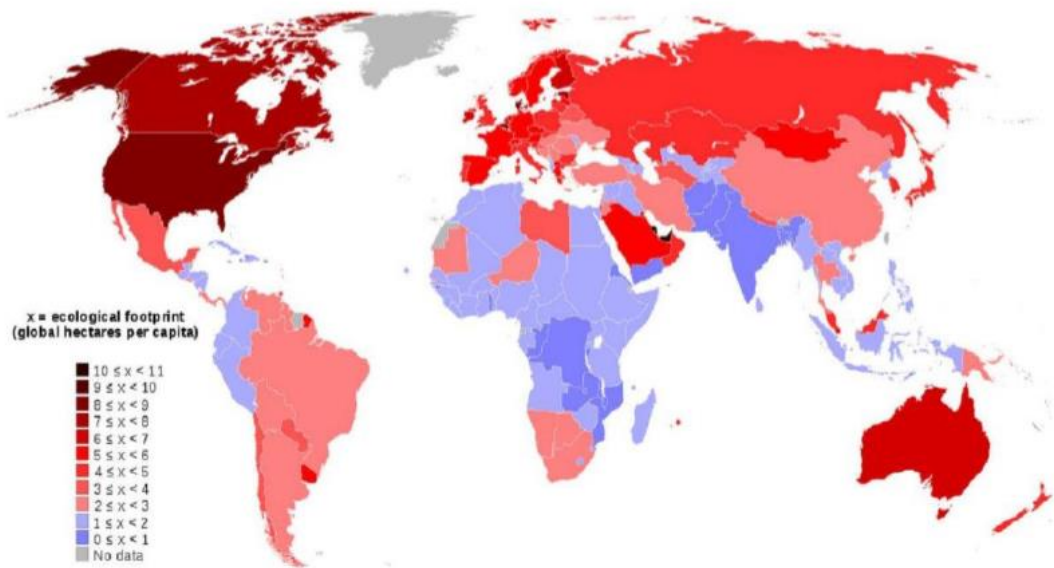 x = ecological footprint
(global hectares per capita)
10 ≤ x < 11
9 ≤ x < 10
8 ≤ x < 9
7 ≤ x < 8
6 ≤ x < 7
5 ≤ x < 6
4 ≤ x < 5
3 ≤ x < 4
2 ≤ x < 3
1 ≤ x < 2
0 ≤ x < 1
No data